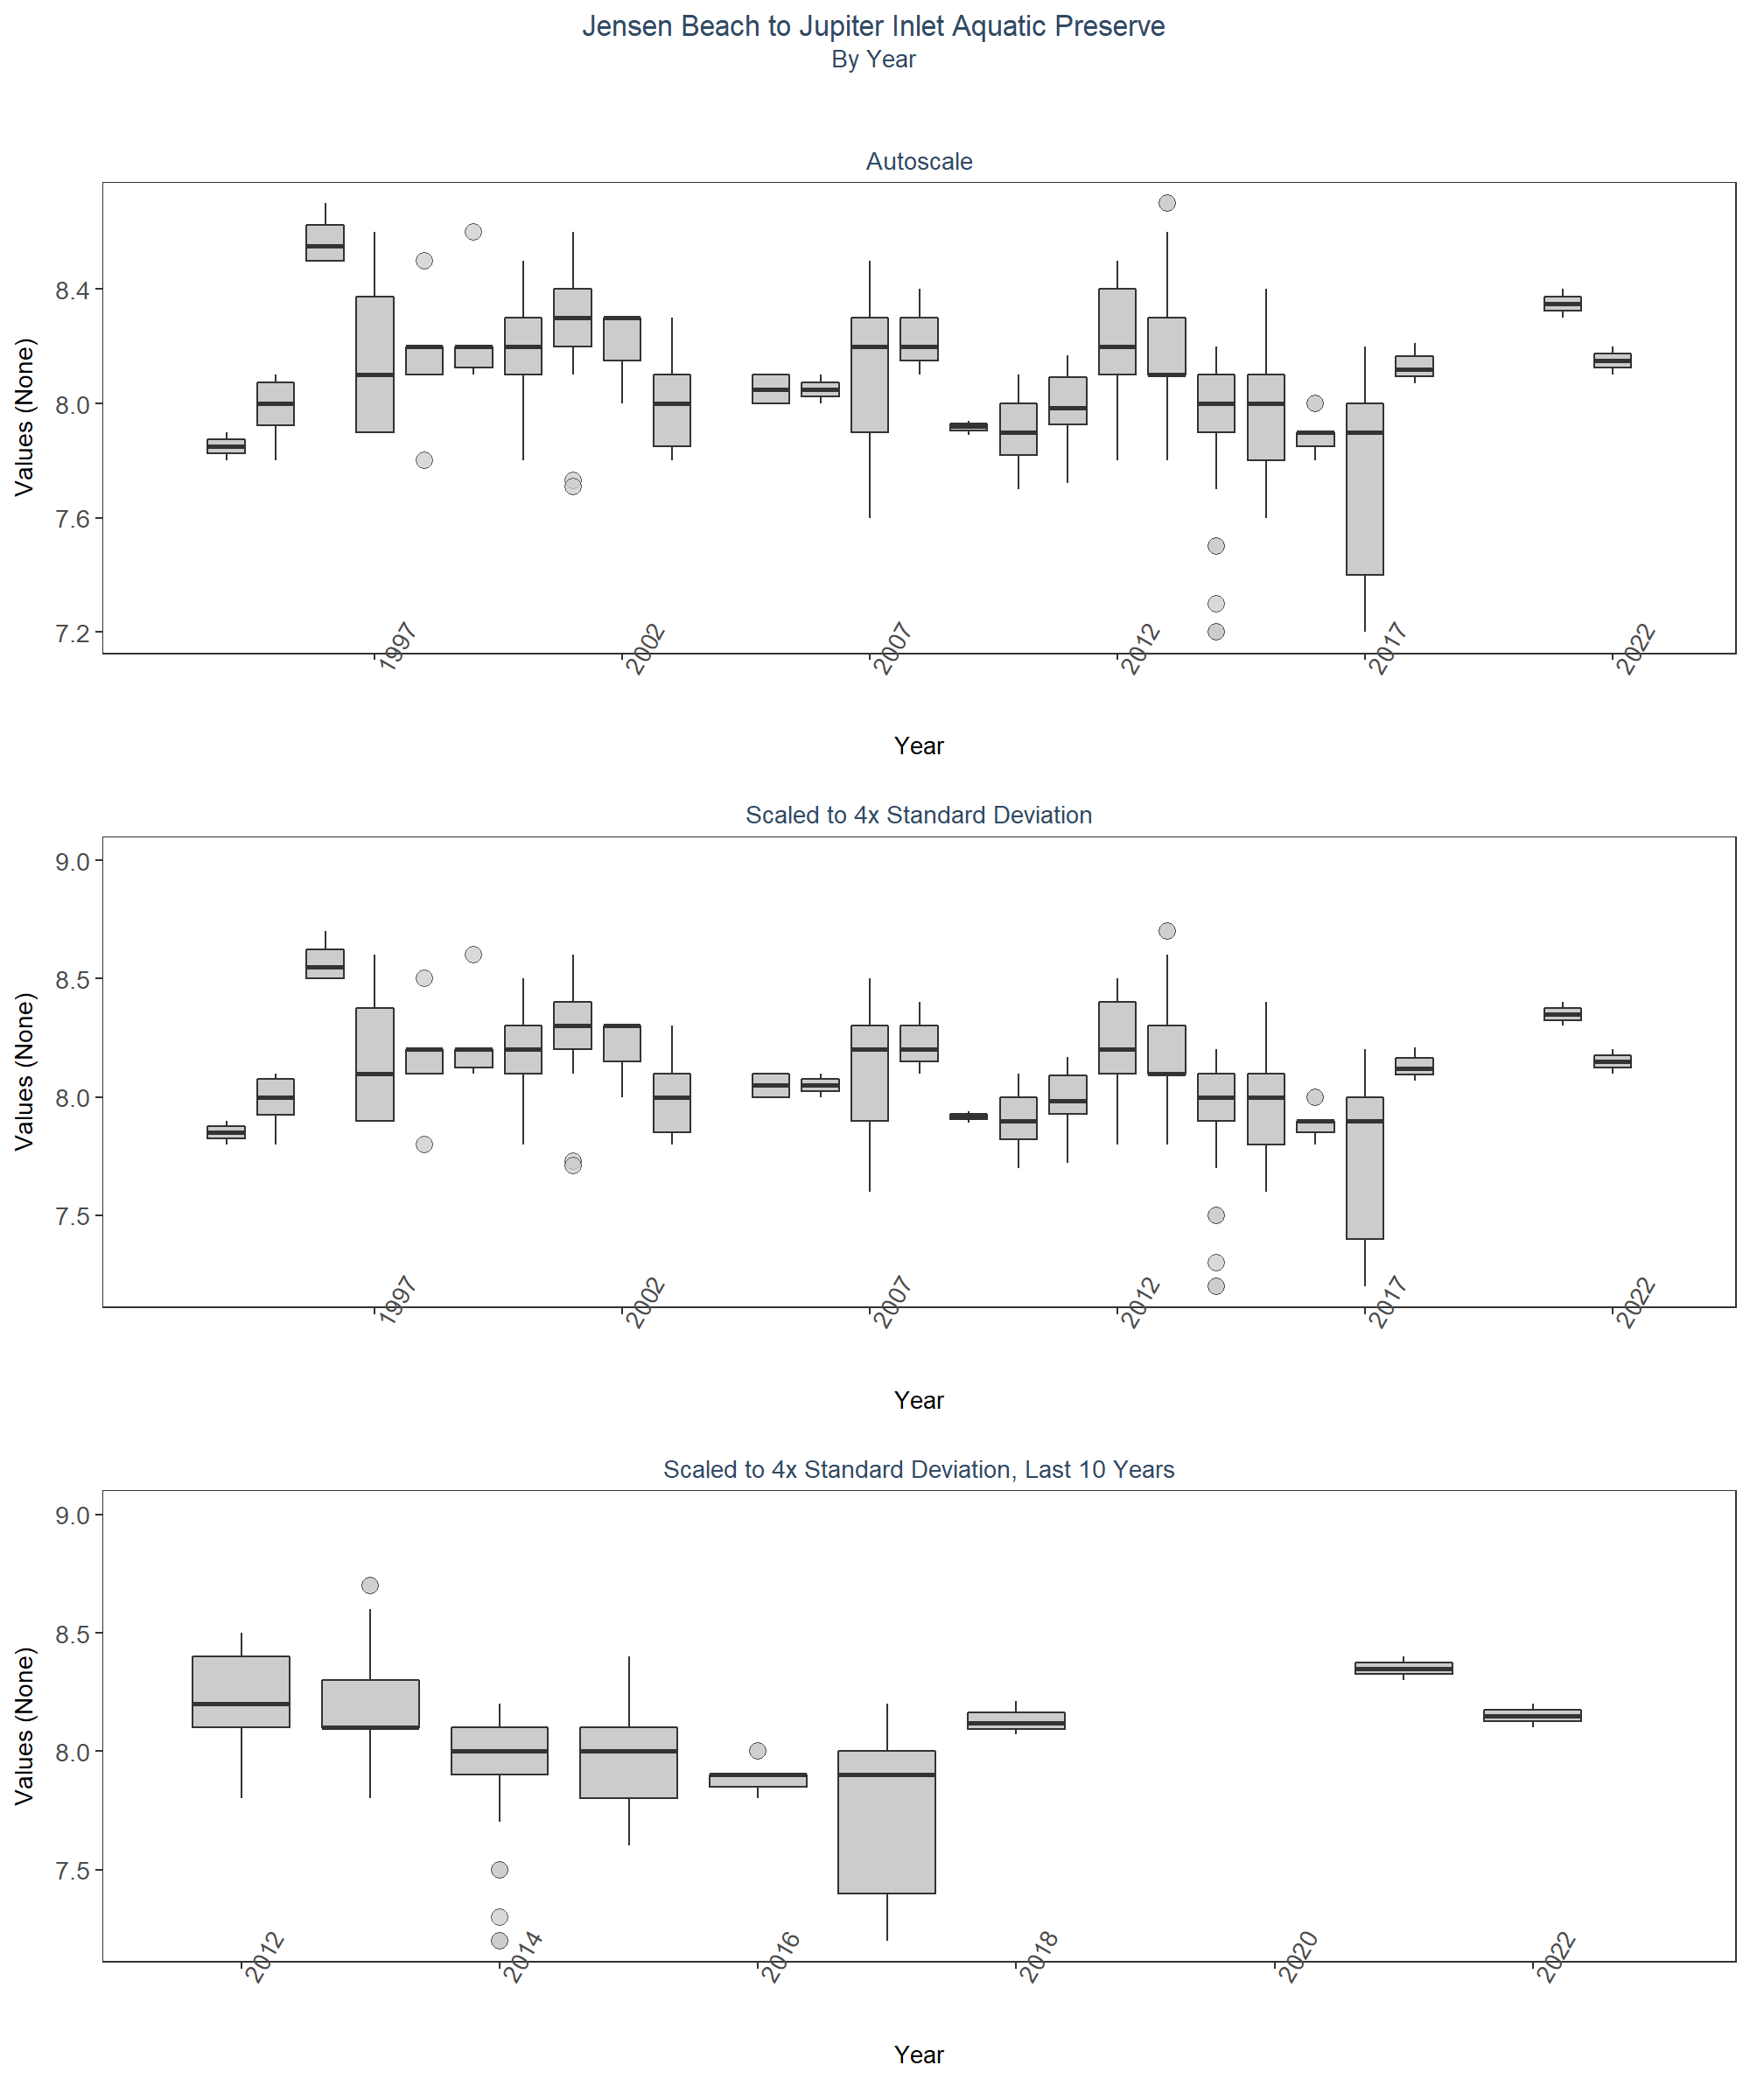 Jensen Beach to Jupiter Inlet Aquatic Preserve
By Year
Autoscale
Values (None)
8.4
8.0
7.6
7.2
1997
2002
2007
2012
2017
2022
Year
Scaled to 4x Standard Deviation
Values (None)
9.0
8.5
8.0
7.5
1997
2002
2007
2012
2017
2022
Year
Scaled to 4x Standard Deviation, Last 10 Years
Values (None)
9.0
8.5
8.0
7.5
2012
2014
2016
2018
2020
2022
Year